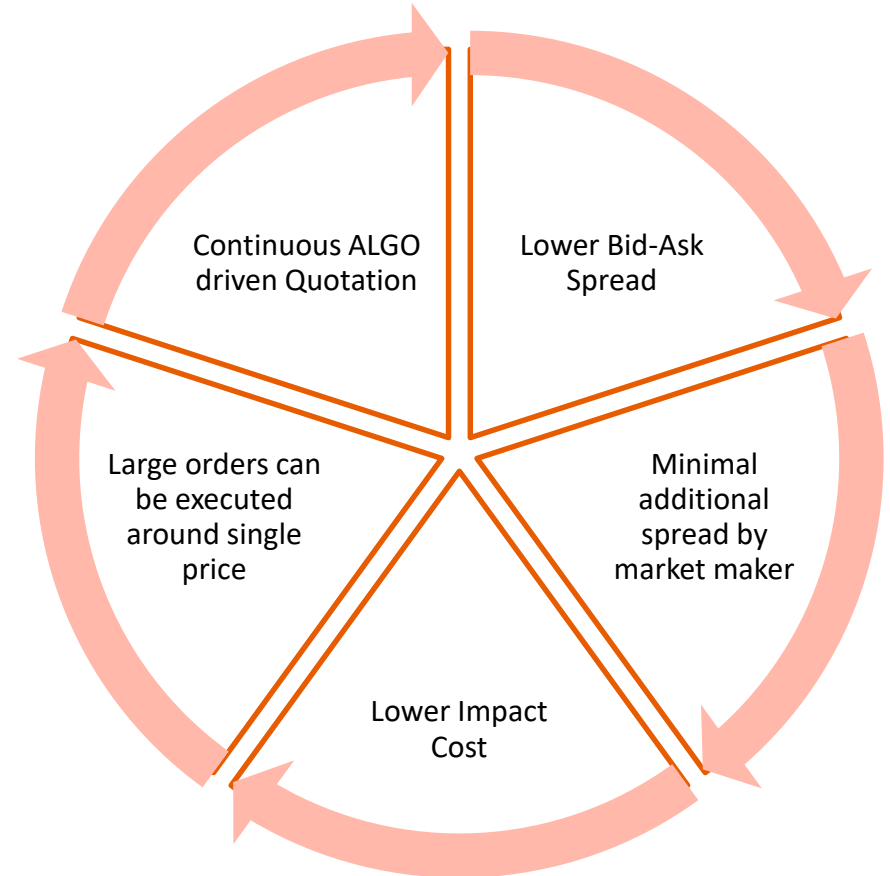 Continuous ALGO
driven Quotation
Lower Bid-Ask
Spread
Minimal
additional
spread by
market maker
Lower Impact
Cost
Large orders can
be executed
around single
price